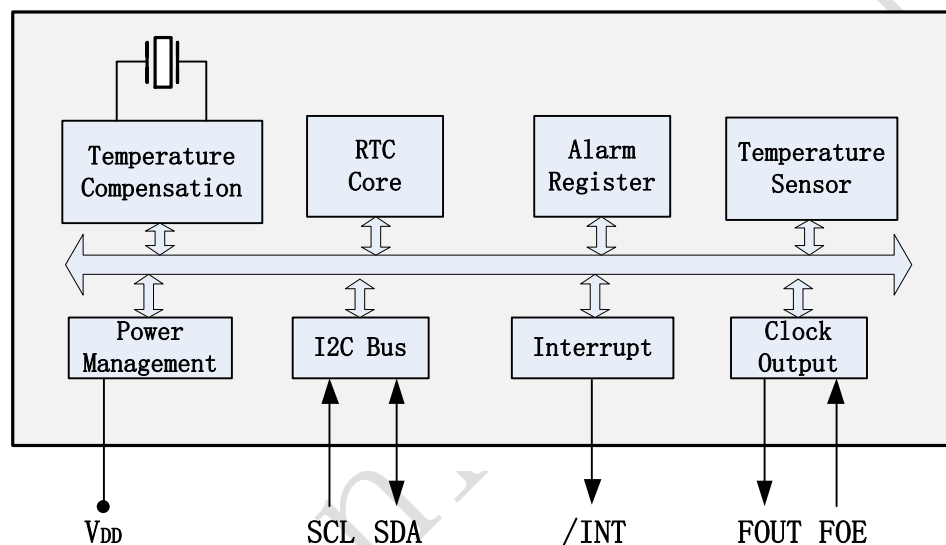 Temperature
Compensation
RTC
Core
Alarm
Register
Temperature
Sensor
Power
Management
I2C Bus
Interrupt
Clock
Output
VDD
SCL SDA
/INT
FOUT FOE